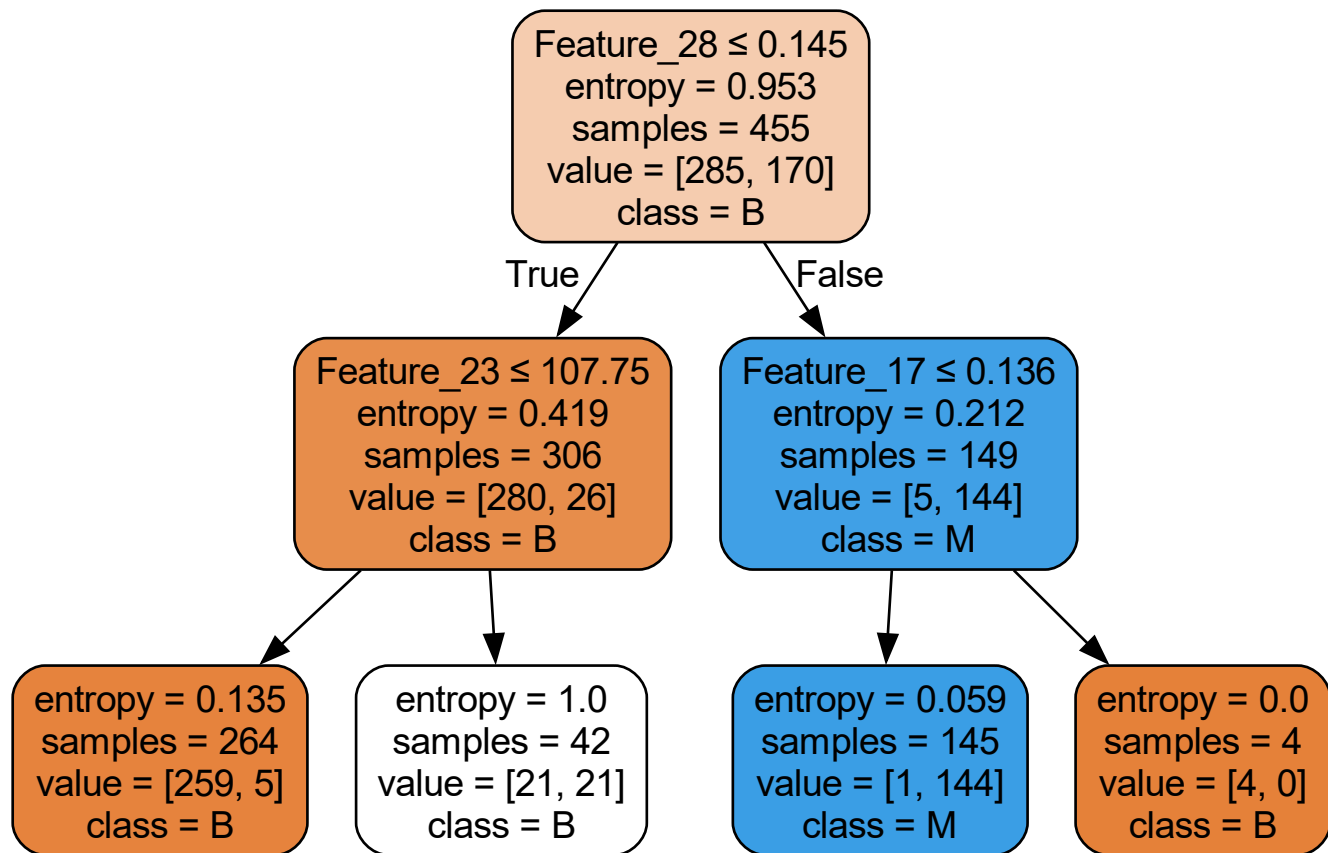 Feature_28 ≤ 0.145
entropy = 0.953
samples = 455
value = [285, 170]
class = B
True
False
Feature_23 ≤ 107.75
entropy = 0.419
samples = 306
value = [280, 26]
class = B
Feature_17 ≤ 0.136
entropy = 0.212
samples = 149
value = [5, 144]
class = M
entropy = 0.135
samples = 264
value = [259, 5]
class = B
entropy = 1.0
samples = 42
value = [21, 21]
class = B
entropy = 0.059
samples = 145
value = [1, 144]
class = M
entropy = 0.0
samples = 4
value = [4, 0]
class = B